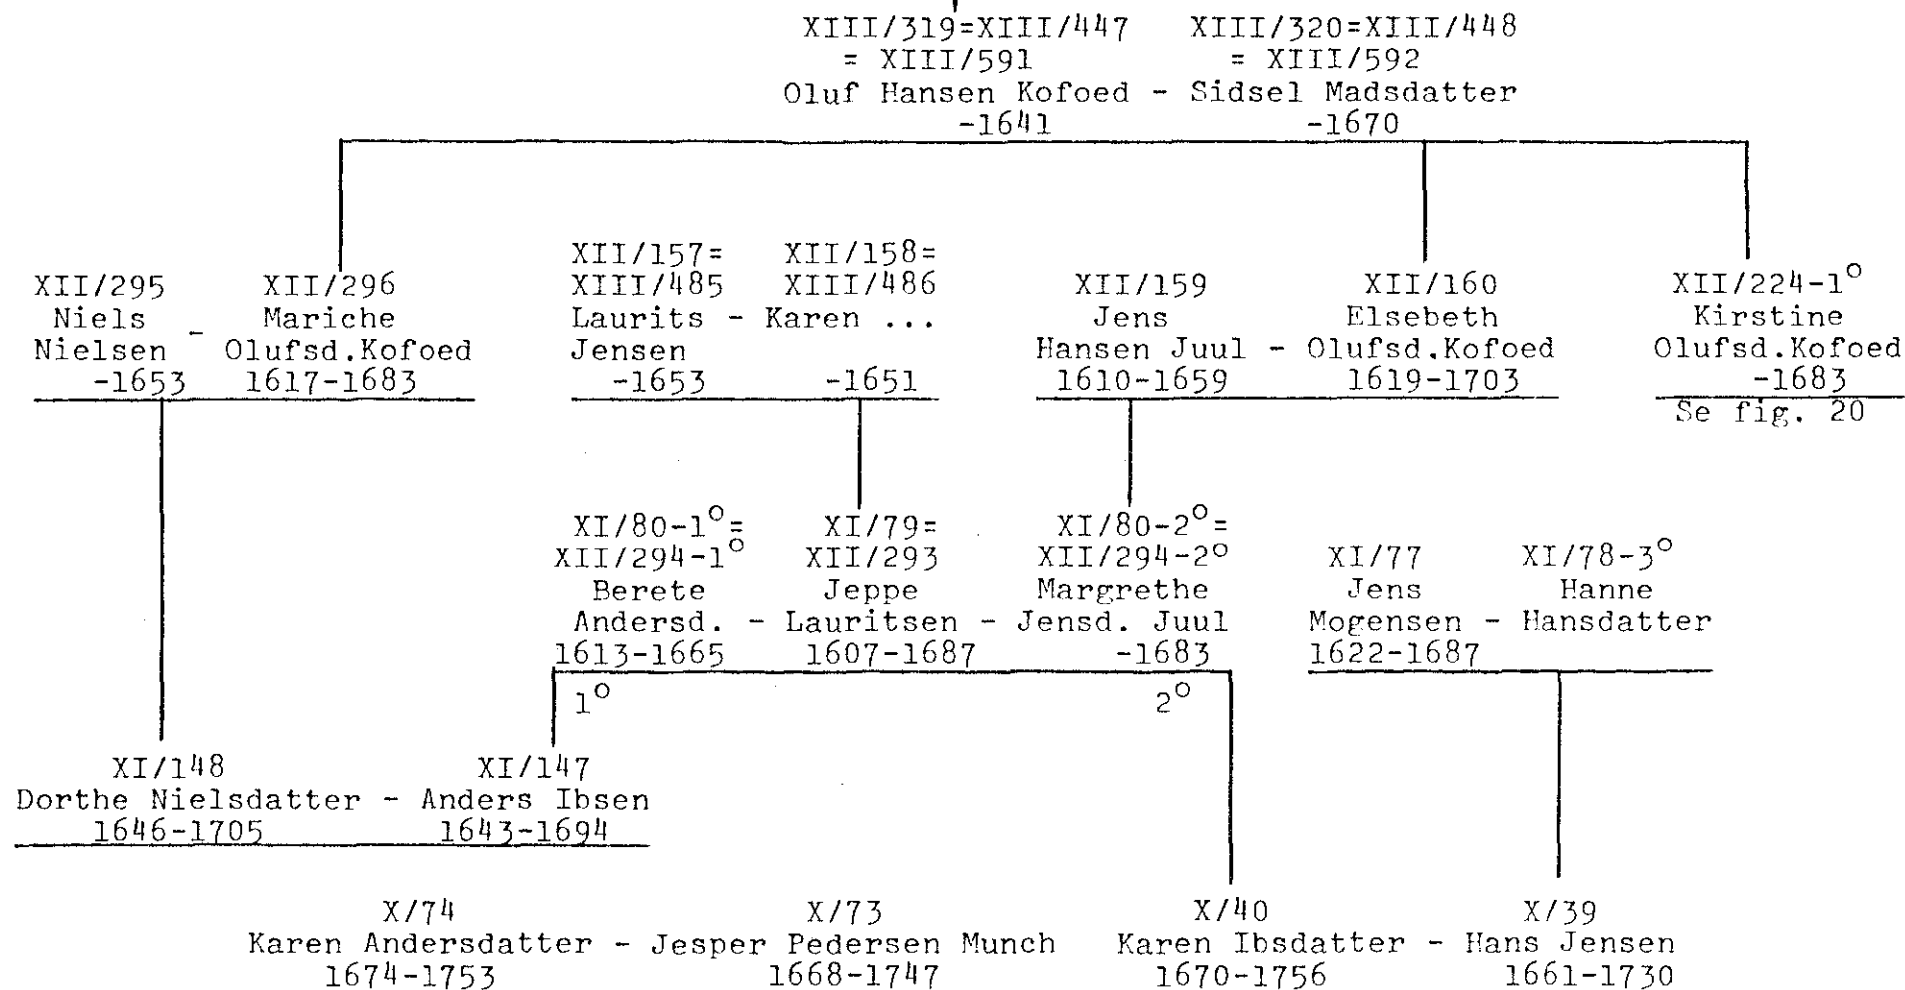 XIII/319=XIII/447 XIII/320=XIII/448
= XIII/591 = XIII/592
Oluf Hansen Kofoed - Sidsel Madsdatter
-1641 -1670
XII/157= XII/158=
XII/295 XII/296 XIII/485 XIII/486 XII/159 XII/160 XII/224-1°
Niels Mariche Laurits - Karen ... Jens Elsebeth Kirstine
Nielsen - Olufsd.Kofoed Jensen Hansen Juul - Olufsd.Kofoed Olufsd.Kofoed
-1653 1617-1683 -1653 -1651 1610-1659 1619-1703 -1683
Se fig. 20
XI/80-1°= XI/79= XI/80-2°=
XII/294-1° XII/293 XII/294-2° XI/77 XI/78-3°
Berete Jeppe Margrethe Jens Hanne
Andersd. - Lauritsen - Jensd. Juul Mogensen - Hansdatter
1613-1665 1607-1687 -1683 1622-1687
1° 2°
XI/148 XI/147
Dorthe Nielsdatter - Anders Ibsen
1646-1705 1643-1694
X/74 X/73 X/40 X/39
Karen Andersdatter - Jesper Pedersen Munch Karen Ibsdatter - Hans Jensen
1674-1753 1668-1747 1670-1756 1661-1730